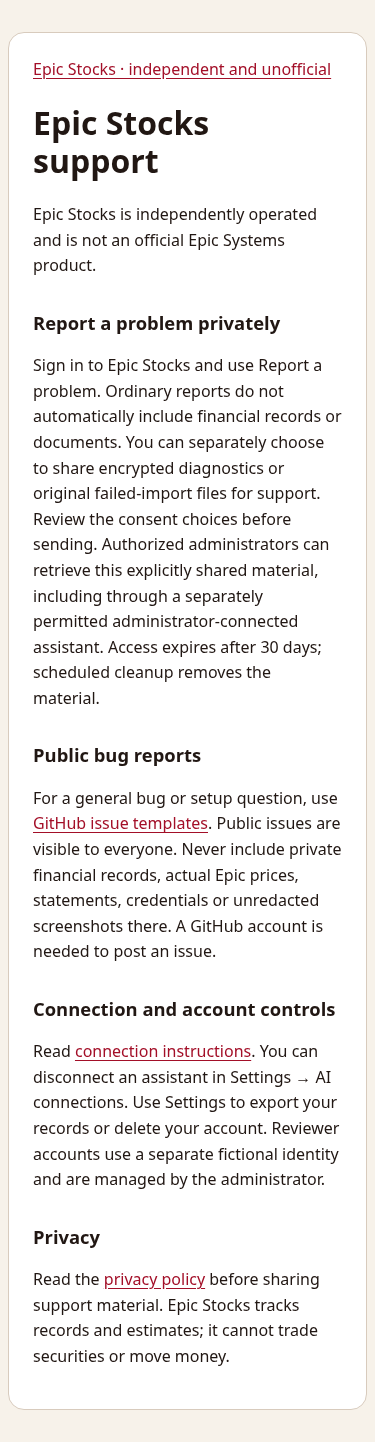 Epic Stocks · independent and unofficial
Epic Stocks
support
Epic Stocks is independently operated
and is not an official Epic Systems
product.
Report a problem privately
Sign in to Epic Stocks and use Report a
problem. Ordinary reports do not
automatically include financial records or
documents. You can separately choose
to share encrypted diagnostics or
original failed-import files for support.
Review the consent choices before
sending. Authorized administrators can
retrieve this explicitly shared material,
including through a separately
permitted administrator-connected
assistant. Access expires after 30 days;
scheduled cleanup removes the
material.
Public bug reports
For a general bug or setup question, use
GitHub issue templates. Public issues are
visible to everyone. Never include private
financial records, actual Epic prices,
statements, credentials or unredacted
screenshots there. A GitHub account is
needed to post an issue.
Connection and account controls
Read connection instructions. You can
disconnect an assistant in Settings → AI
connections. Use Settings to export your
records or delete your account. Reviewer
accounts use a separate fictional identity
and are managed by the administrator.
Privacy
Read the privacy policy before sharing
support material. Epic Stocks tracks
records and estimates; it cannot trade
securities or move money.